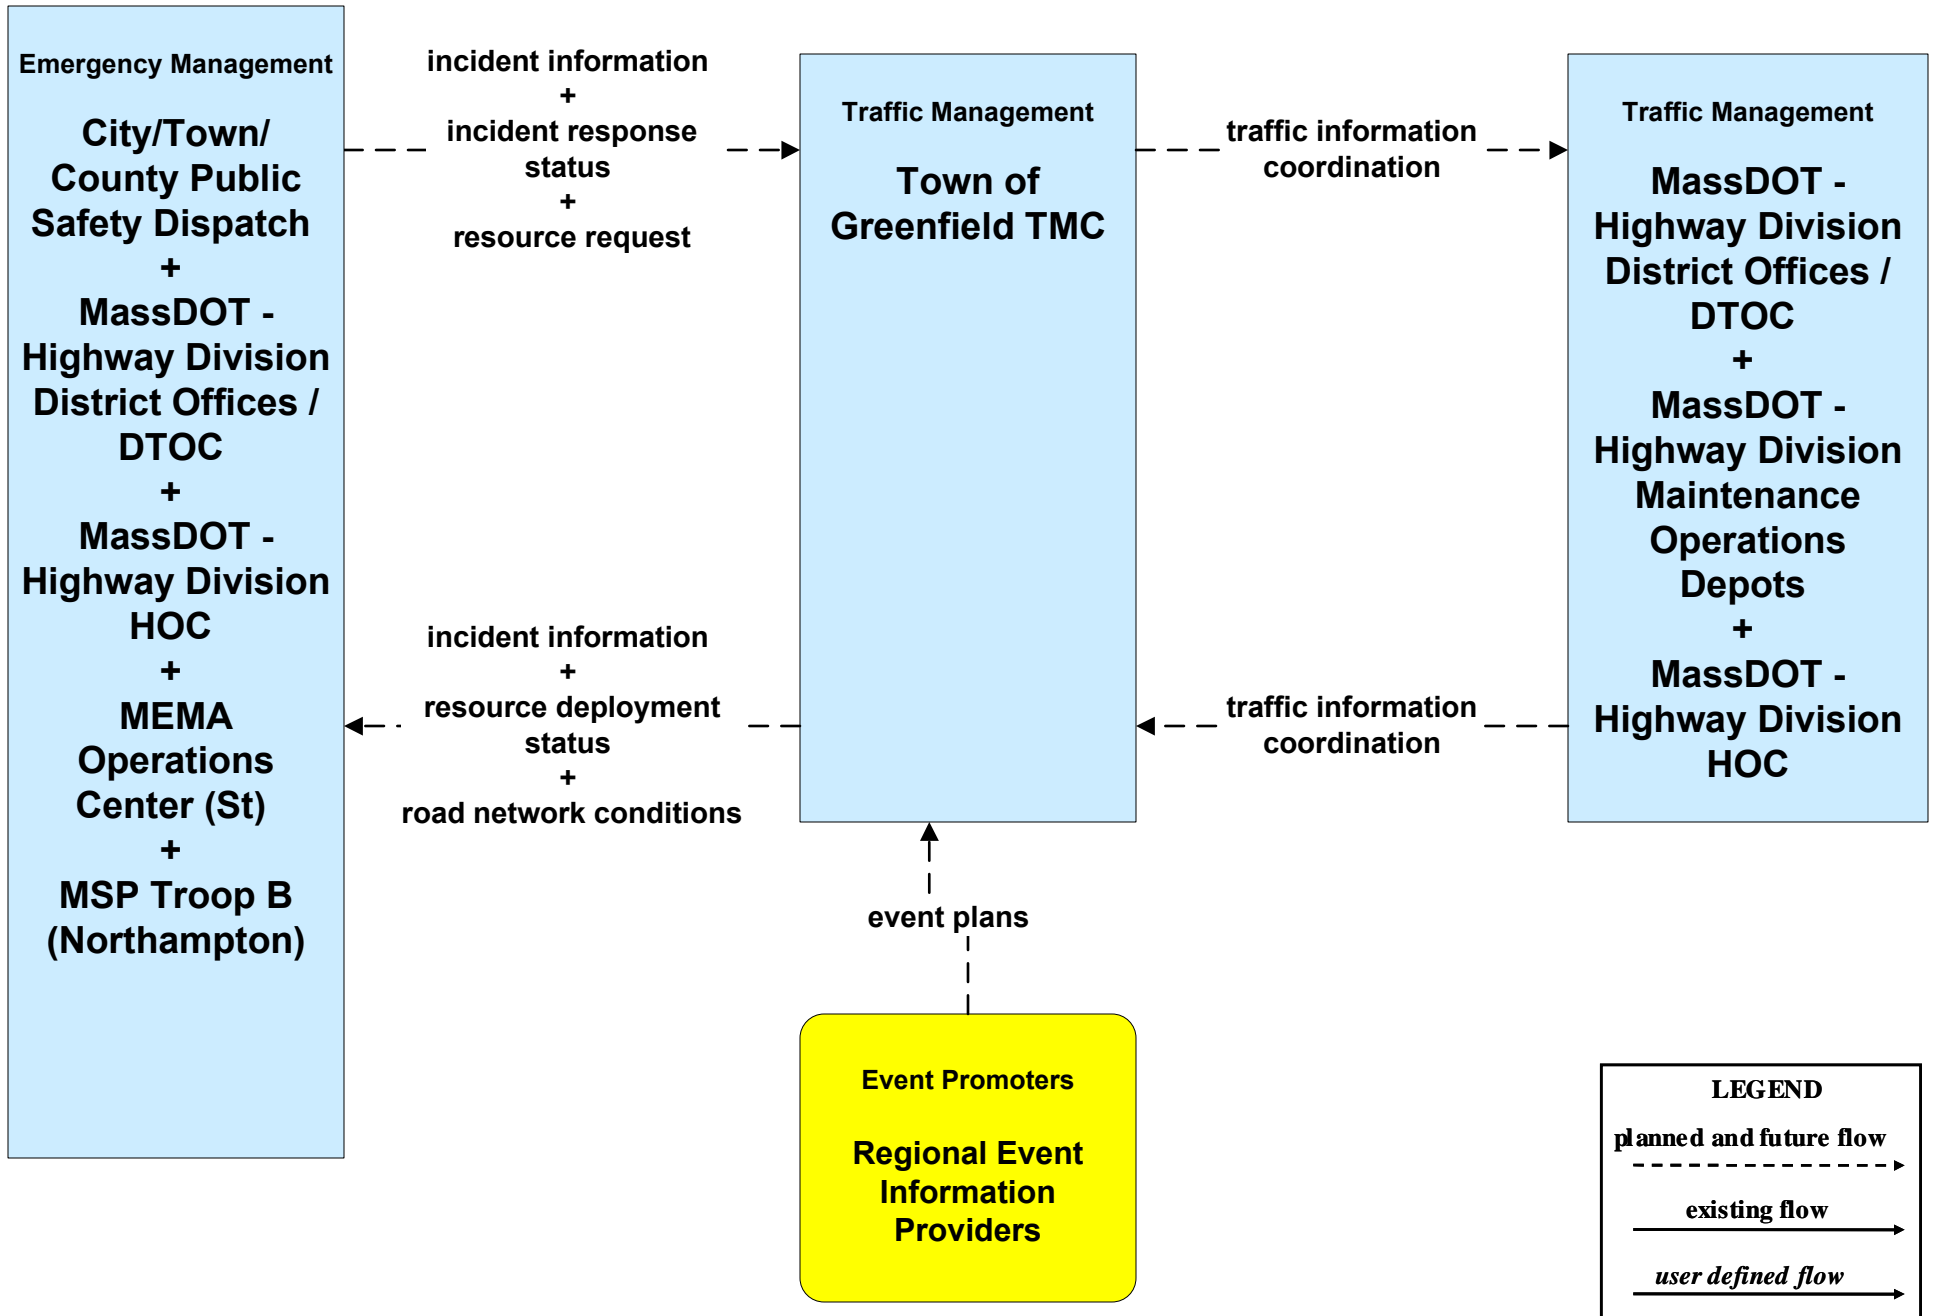 Emergency Management
City/Town/
County Public
Safety Dispatch
+
MassDOT -
Highway Division
District Offices /
DTOC
+
MassDOT -
Highway Division
HOC
+
MEMA
Operations
Center (St)
+
MSP Troop B
(Northampton)
incident information
+
incident response
status
+
resource request
incident information
+
resource deployment
status
+
road network conditions
Traffic Management
Town of
Greenfield TMC
traffic information
coordination
traffic information
coordination
Traffic Management
MassDOT -
Highway Division
District Offices /
DTOC
+
MassDOT -
Highway Division
Maintenance
Operations
Depots
+
MassDOT -
Highway Division
HOC
event plans
Event Promoters
Regional Event
Information
Providers
LEGEND
planned and future flow
existing flow
user defined flow